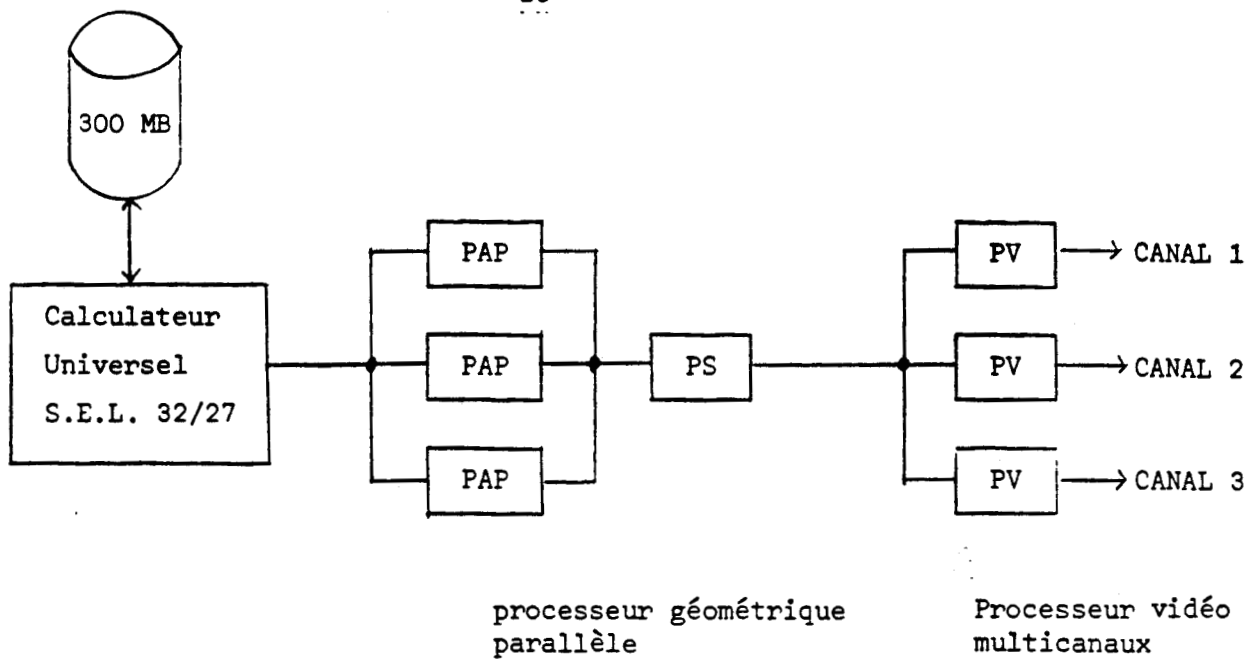 300 MB
PAP
PV
CANAL 1
Calculateur
Universel
S.E.L. 32/27
PAP
PS
PV
CANAL 2
PAP
PV
CANAL 3
processeur géométrique
parallèle
Processeur vidéo
multicanaux